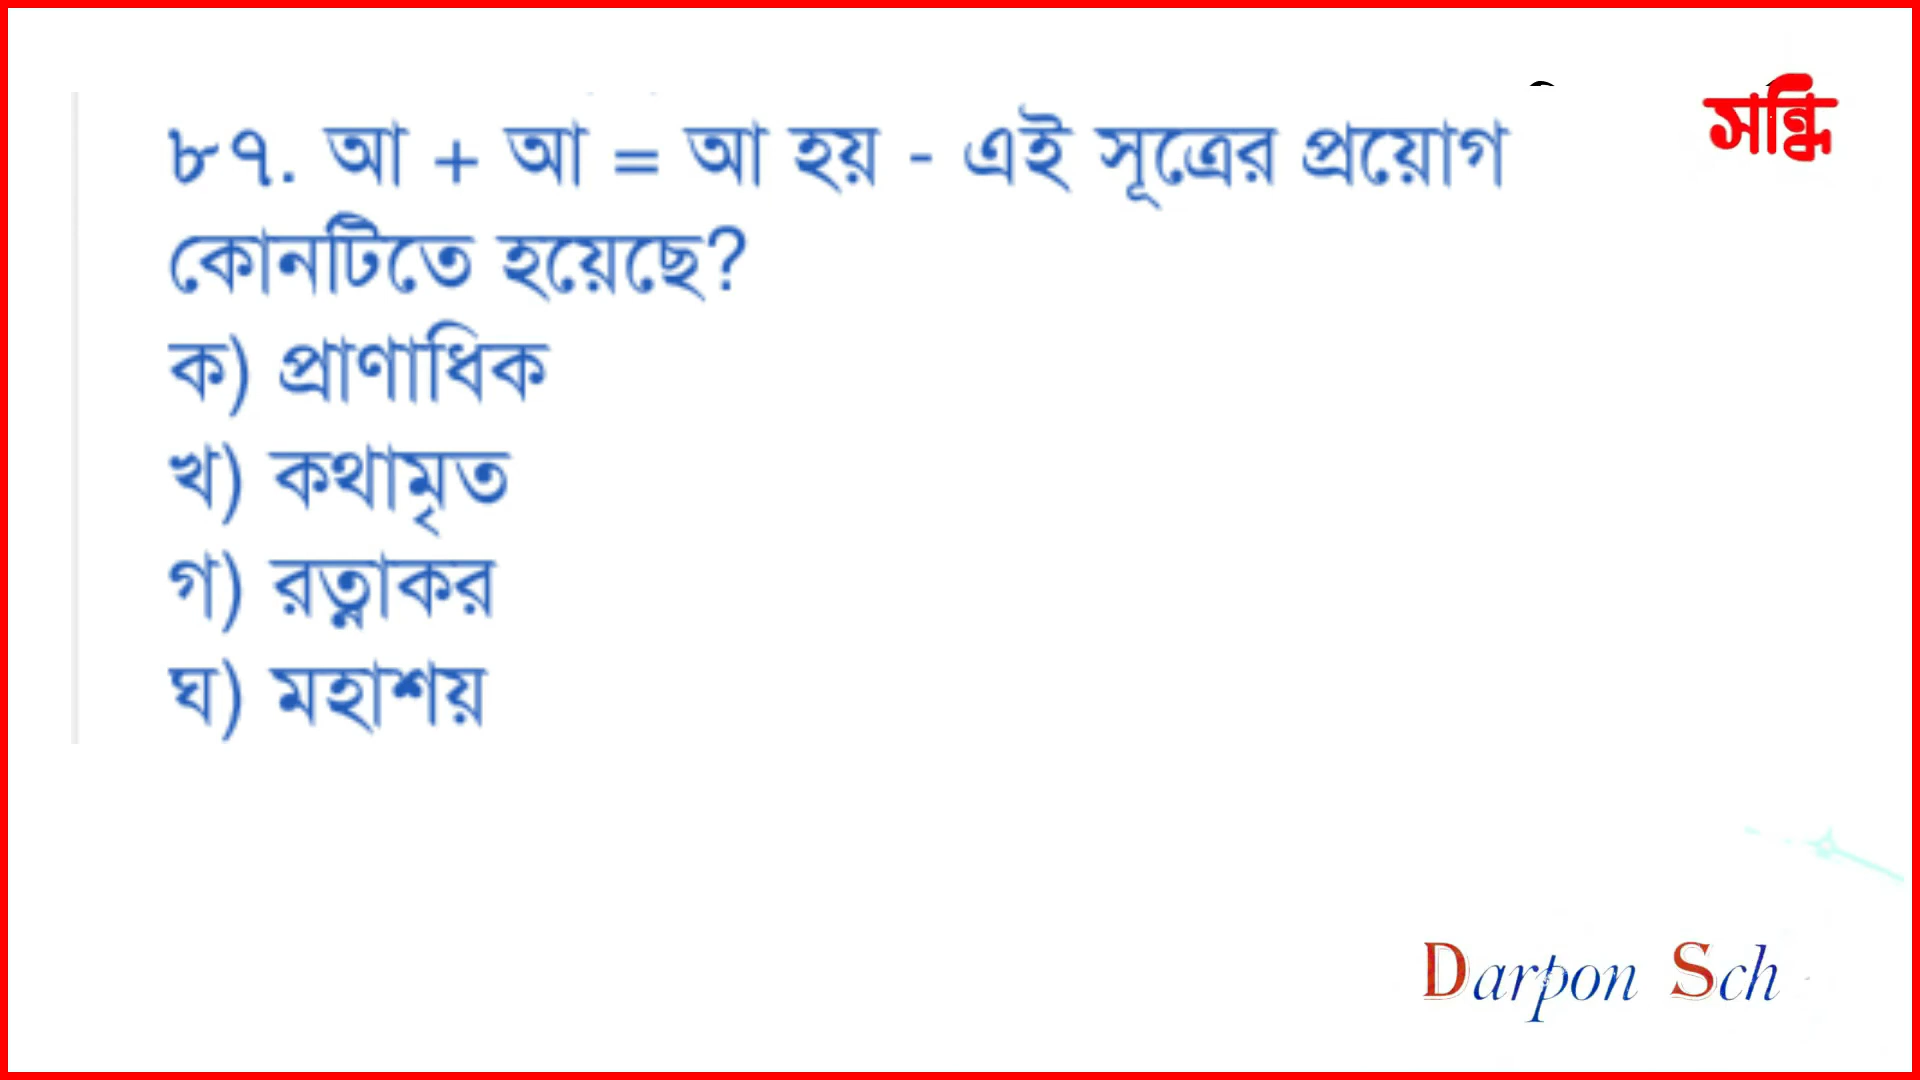 সন্ধি
৮৭. আ + আ = আ হয় - এই সূত্রের প্রয়োগ
কোনটিতে হয়েছে?
ক) প্রাণাধিক
খ) কথামৃত
গ) রত্নাকর
ঘ) মহাশয়
Darpon Sch